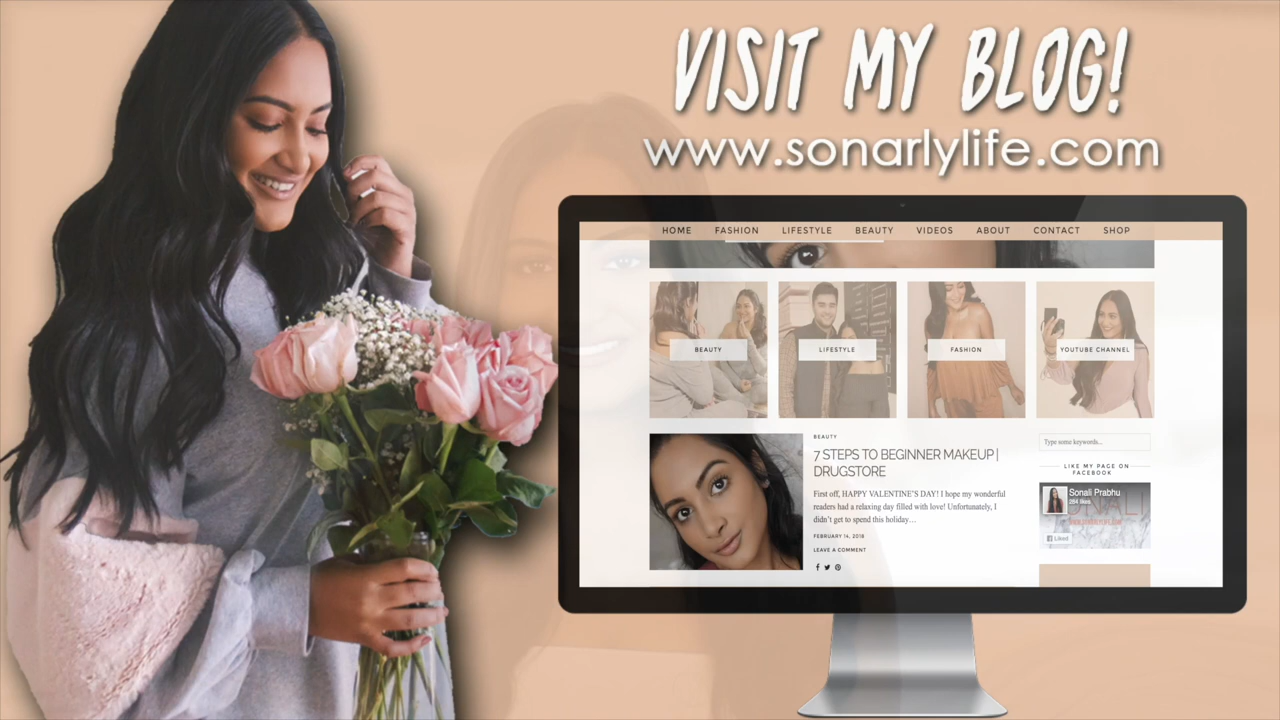 VISIT MY BLOG!
www.sonarlylife.com
HOME FASHION LIFESTYLE BEAUTY VIDEOS ABOUT CONTACT SHOP
BEAUTY
LIFESTYLE
FASHION
YOUTUBE CHANNEL
BEAUTY
7 STEPS TO BEGINNER MAKEUP |
DRUGSTORE
First off, HAPPY VALENTINE'S DAY! I hope my wonderful
readers had a relaxing day filled with love! Unfortunately, I
didn't get to spend this holiday…
FEBRUARY 14, 2018
LEAVE A COMMENT
Type some keywords...
LIKE MY PAGE ON
FACEBOOK
Sonali Prabhu
284 likes
Liked